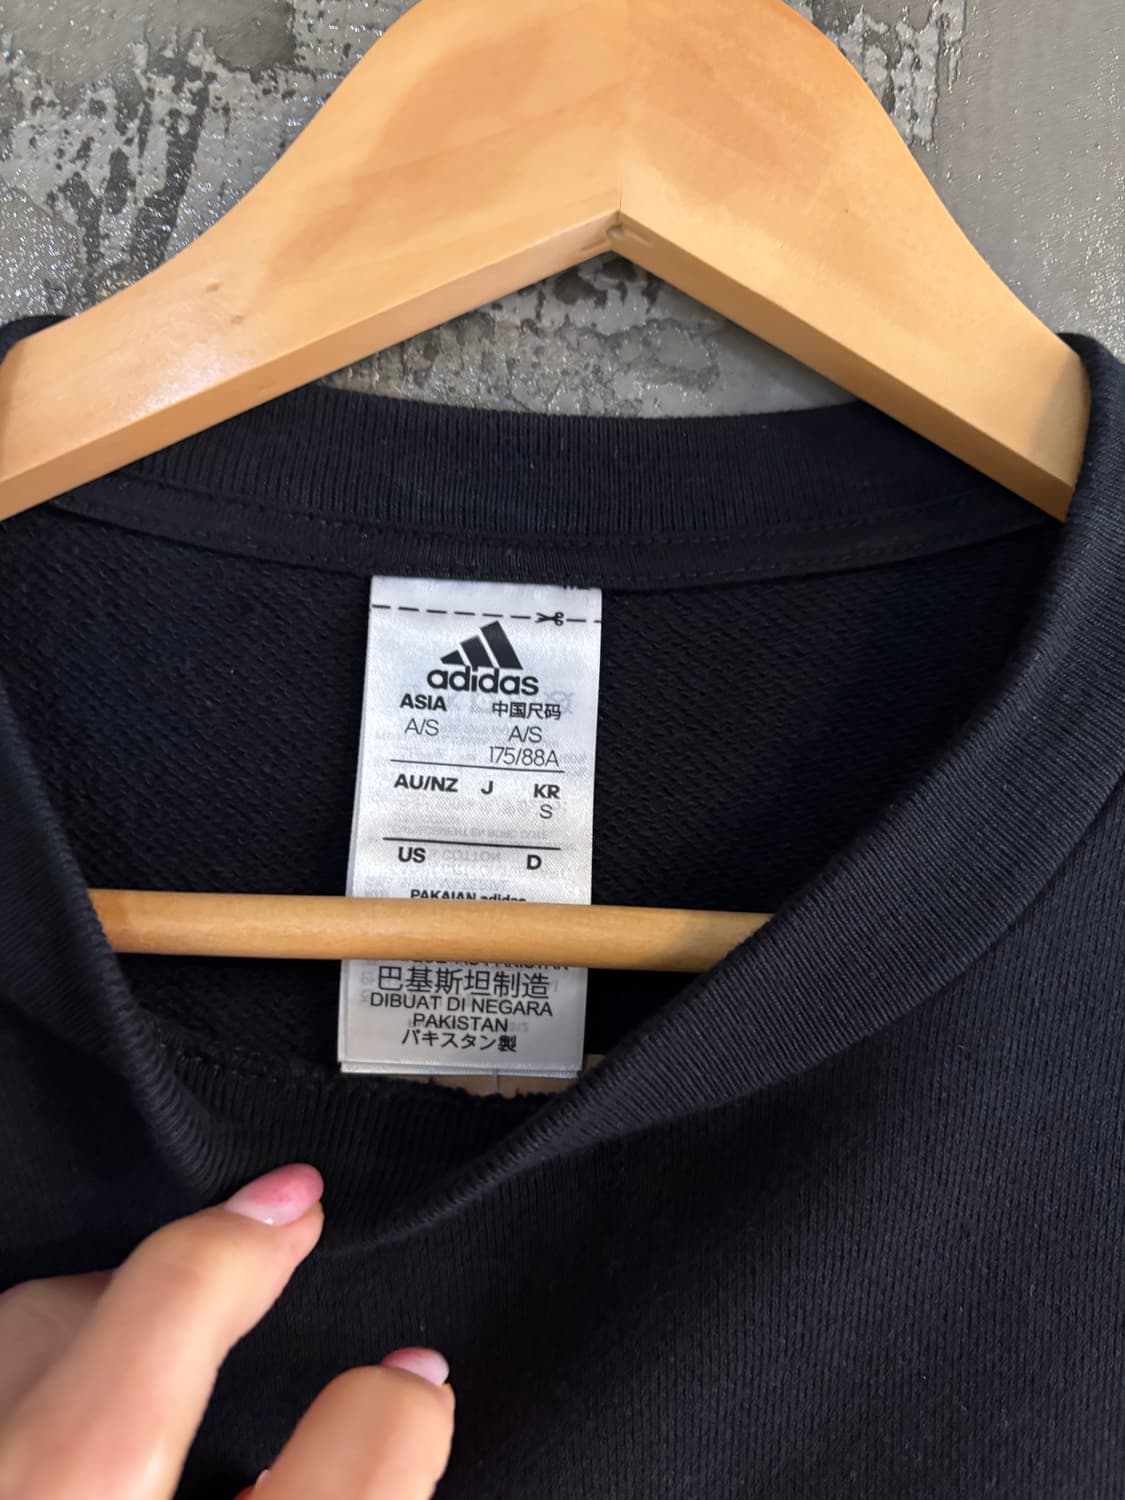 adidas
ASIA 中国尺码
A/S A/S
175/88A
AU/NZ J KR
S
US D
PAKAIAN adidas
巴基斯坦制造
DIBUAT DI NEGARA
PAKISTAN
パキスタン製